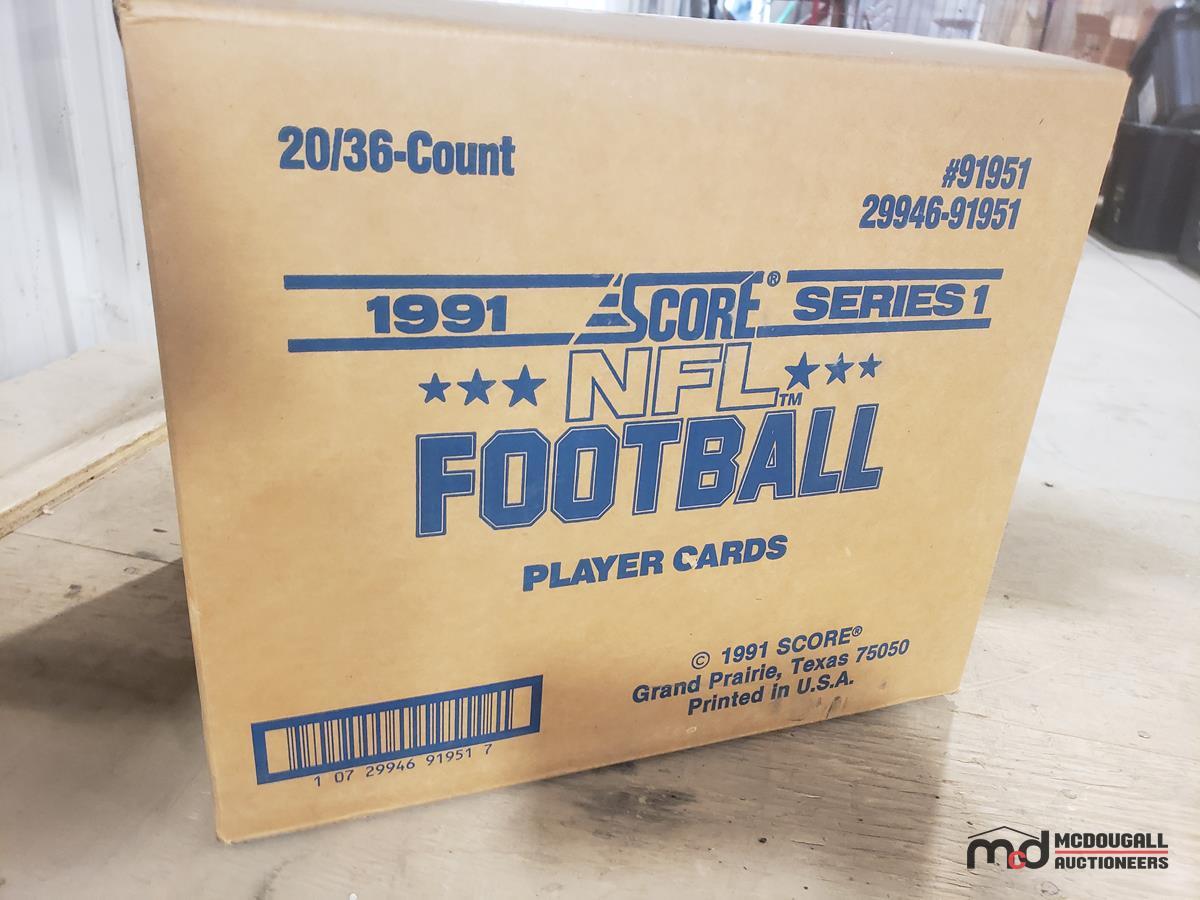 20/36-Count
#91951
29946-91951
1991 SCORE® SERIES 1
NFL™
FOOTBALL
PLAYER CARDS
© 1991 SCORE®
Grand Prairie, Texas 75050
Printed in U.S.A.
1 07 29946 91951 7
mcd MCDOUGALL
AUCTIONEERS